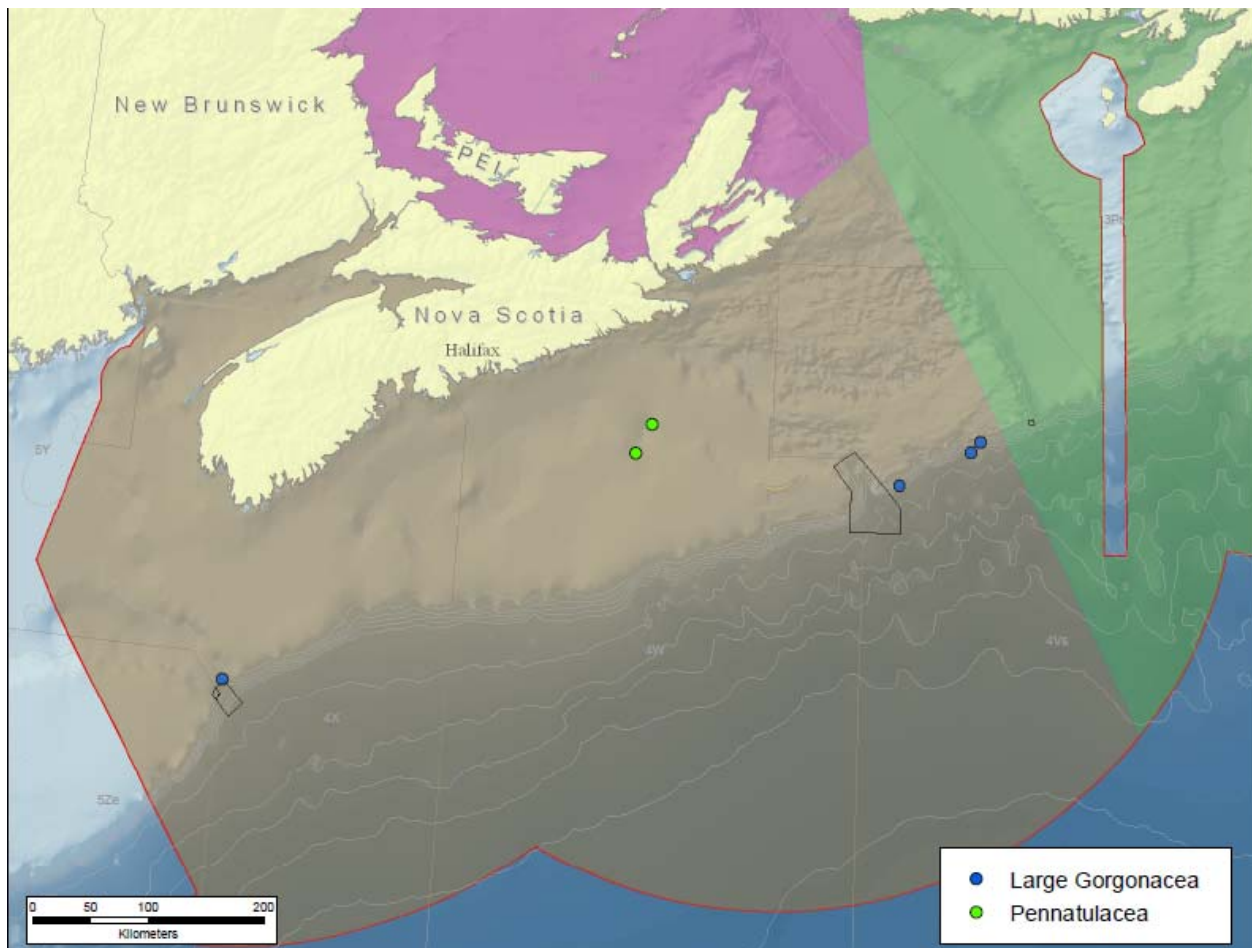 New Brunswick
PEI
Nova Scotia
Halifax
3Ps
5Y
4W
4Vs
4X
5Ze
0 50 100 200
Kilometers
Large Gorgonacea
Pennatulacea